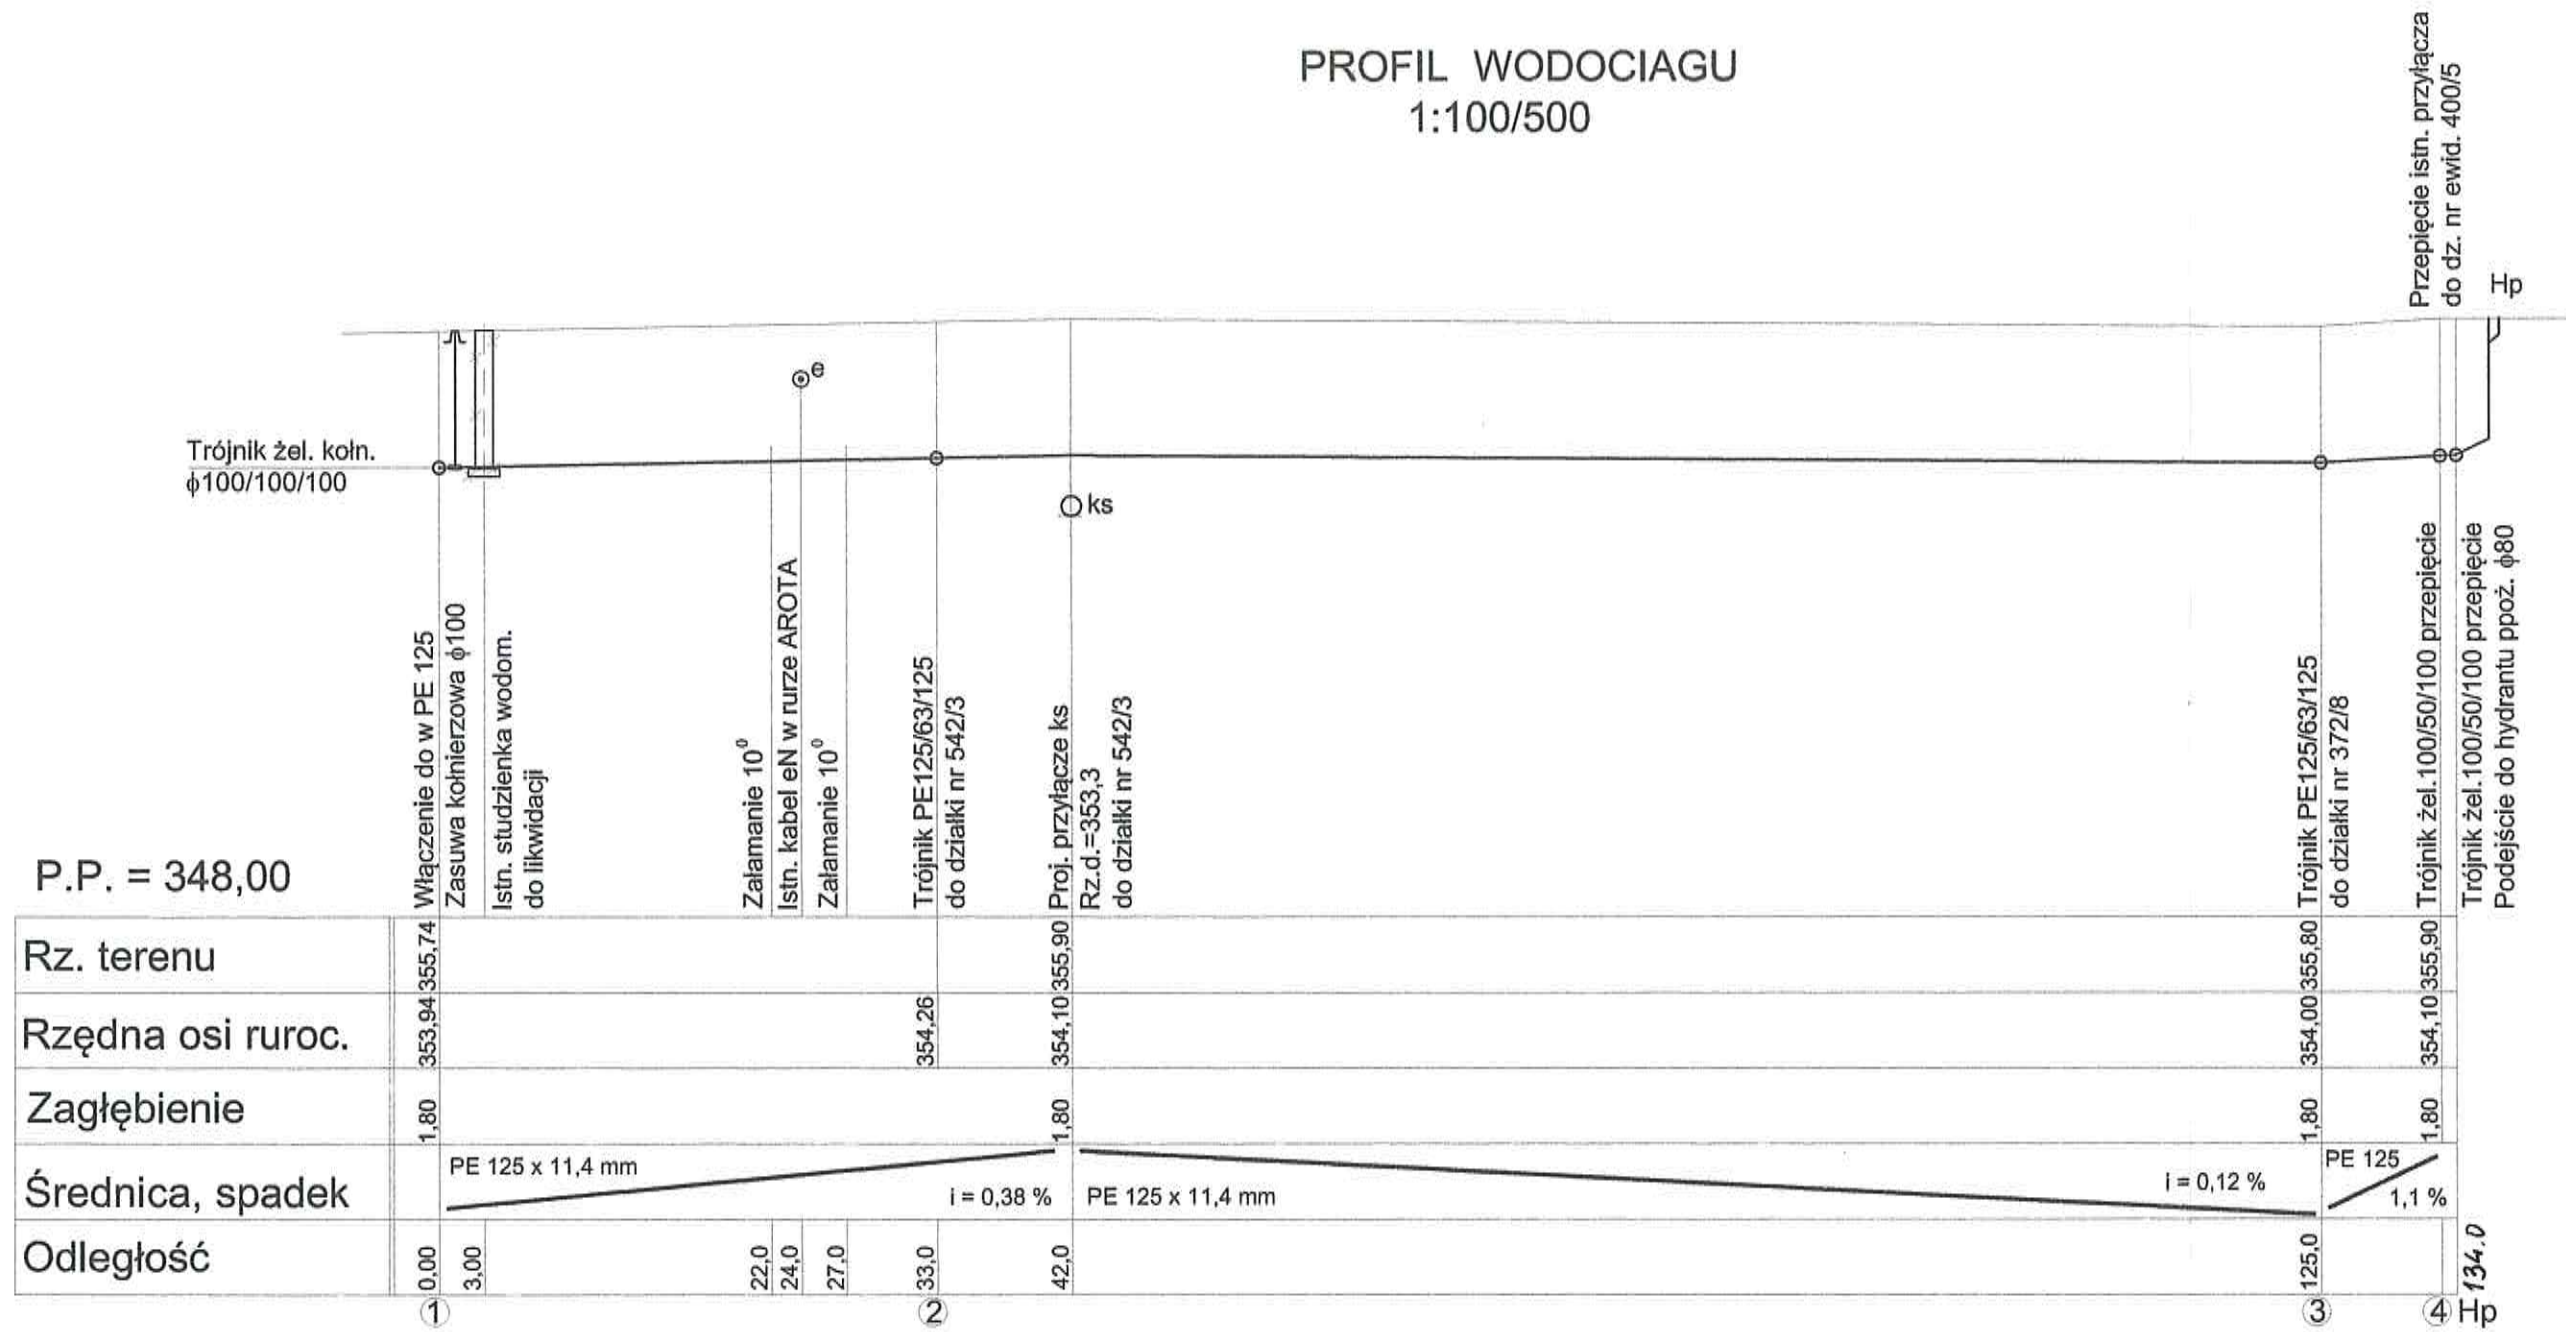 PROFIL WODOCIAGU
1:100/500
Przepięcie istn. przyłącza
do dz. nr ewid. 400/5
Hp
e
Trójnik żel. kołn.
ϕ100/100/100
ks
Włączenie do w PE 125
Zasuwa kołnierzowa ϕ100
Istn. studzienka wodom.
do likwidacji
Załamanie 10⁰
Istn. kabel eN w rurze AROTA
Załamanie 10⁰
Trójnik PE125/63/125
do działki nr 542/3
Proj. przyłącze ks
Rz.d.=353,3
do działki nr 542/3
Trójnik PE125/63/125
do działki nr 372/8
Trójnik żel.100/50/100 przepięcie
Trójnik żel.100/50/100 przepięcie
Podejście do hydrantu ppoż. ϕ80
P.P. = 348,00
Rz. terenu 355,74 355,90 355,80 355,90
Rzędna osi ruroc. 353,94 354,26 354,10 354,00 354,10
Zagłębienie 1,80 1,80 1,80 1,80
Średnica, spadek PE 125 x 11,4 mm i = 0,38 % PE 125 x 11,4 mm i = 0,12 % PE 125 1,1 %
Odległość 0,00 3,00 22,0 24,0 27.0 33,0 42,0 125,0 134.0
1 2 3 4 Hp